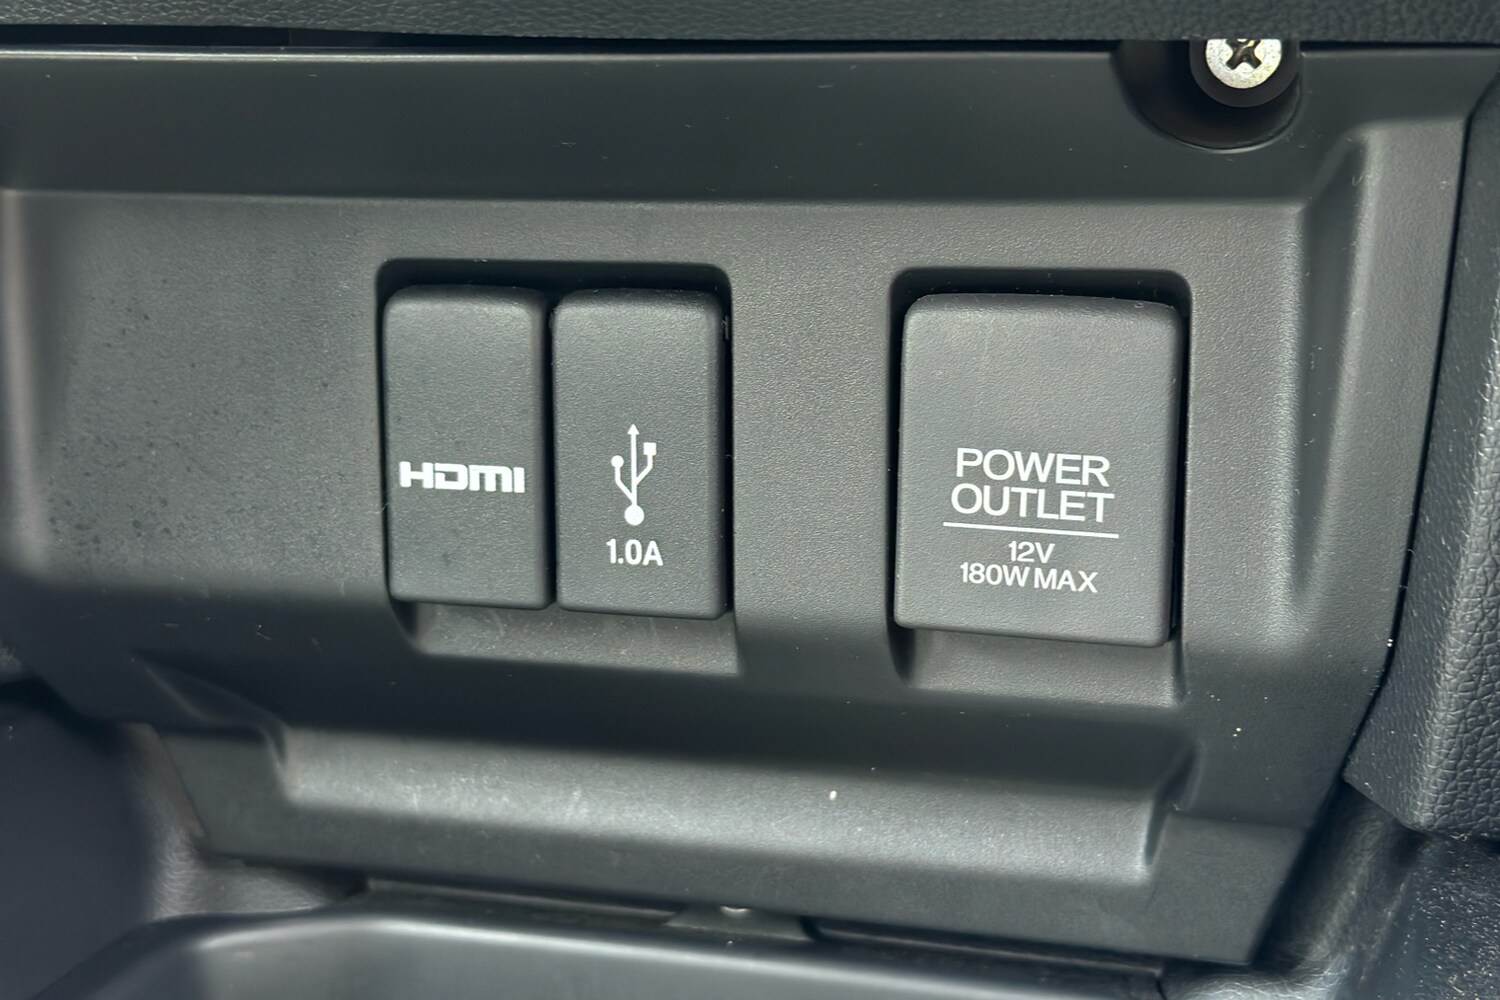 HDMI
1.0A
POWER
OUTLET
12V
180W MAX